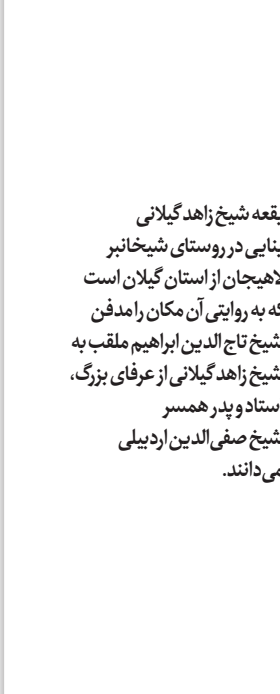 بقعه شیخ زاهد گیلانی
بنایی در روستای شیخانبر
لاهیجان از استان گیلان است
که به روایتی آن مکان را مدفن
شیخ تاج‌الدین ابراهیم ملقب به
شیخ زاهد گیلانی از عرفای بزرگ،
استاد و پدر همسر
شیخ صفی‌الدین اردبیلی
می‌دانند.